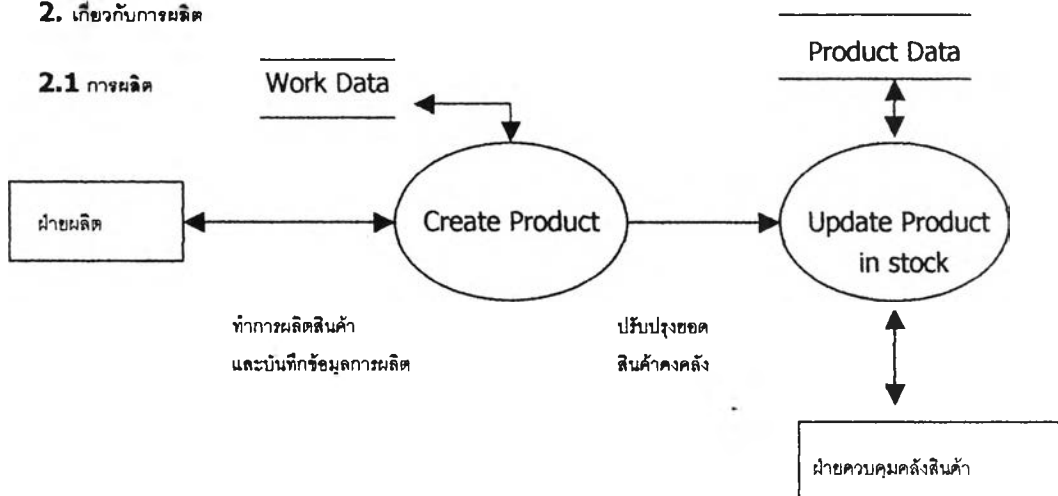 2. เกี่ยวกับการผลิต
2.1 การผลิต
Work Data
Product Data
ฝ่ายผลิต
Create Product
Update Product
in stock
ทำการผลิตสินค้า
และบันทึกข้อมูลการผลิต
ปรับปรุงยอด
สินค้าคงคลัง
ฝ่ายควบคุมคลังสินค้า